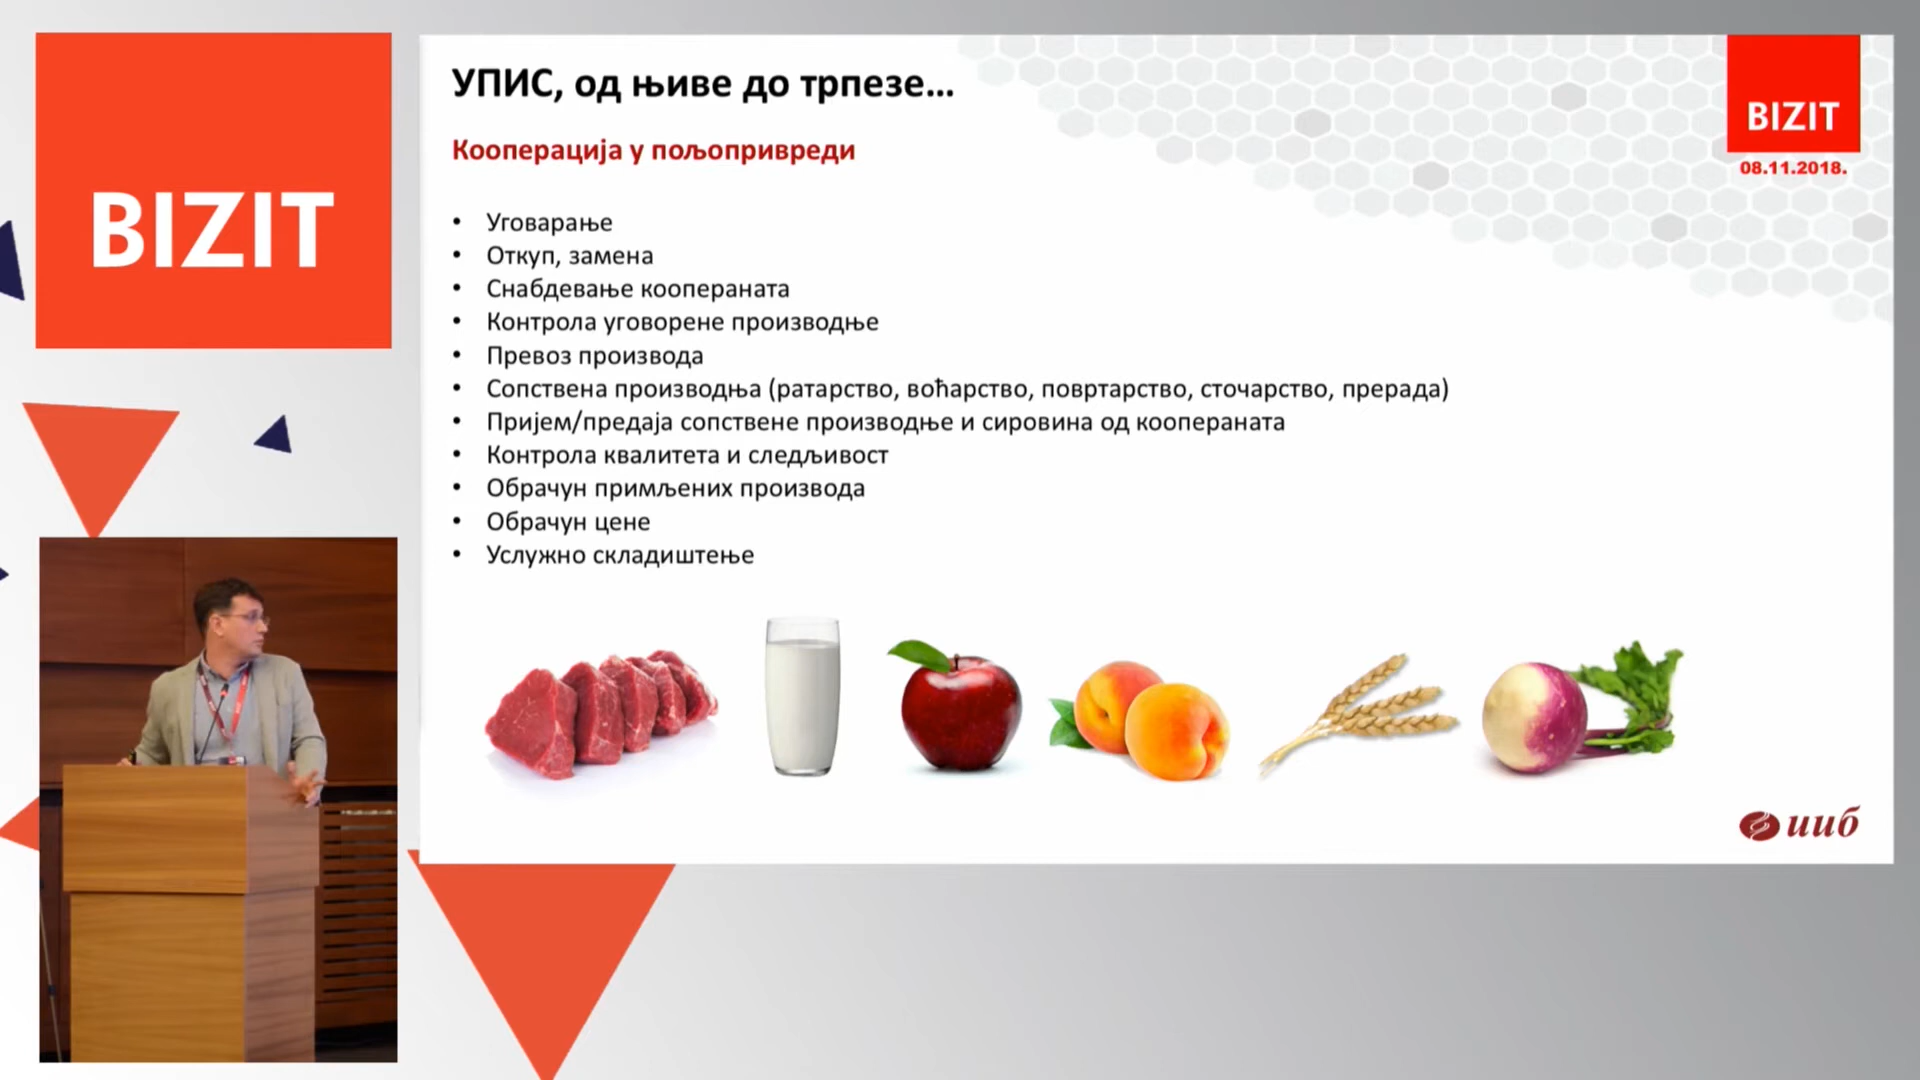 BIZIT
УПИС, од њиве до трпезе...
Кооперација у пољопривреди
BIZIT
08.11.2018.
• Уговарање
• Откуп, замена
• Снабдевање коопераната
• Контрола уговорене производње
• Превоз производа
• Сопствена производња (ратарство, воћарство, повртарство, сточарство, прерада)
• Пријем/предаја сопствене производње и сировина од коопераната
• Контрола квалитета и следљивост
• Обрачун примљених производа
• Обрачун цене
• Услужно складиштење
ииб